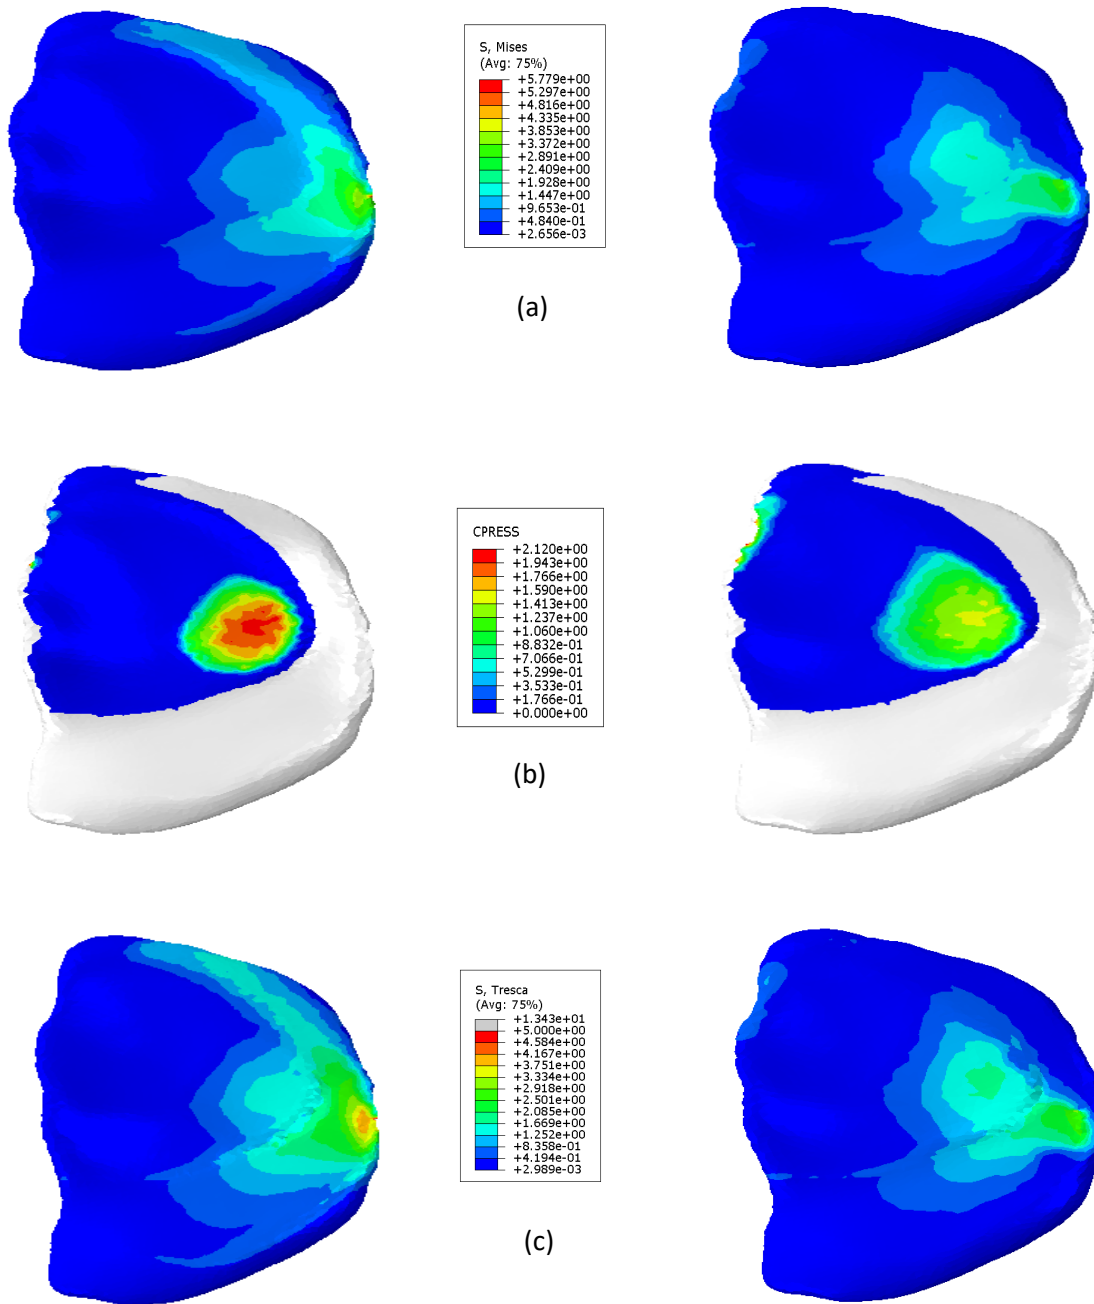 S, Mises
(Avg: 75%)
+5.779e+00
+5.297e+00
+4.816e+00
+4.335e+00
+3.853e+00
+3.372e+00
+2.891e+00
+2.409e+00
+1.928e+00
+1.447e+00
+9.653e-01
+4.840e-01
+2.656e-03
(a)
CPRESS
+2.120e+00
+1.943e+00
+1.766e+00
+1.590e+00
+1.413e+00
+1.237e+00
+1.060e+00
+8.832e-01
+7.066e-01
+5.299e-01
+3.533e-01
+1.766e-01
+0.000e+00
(b)
S, Tresca
(Avg: 75%)
+1.343e+01
+5.000e+00
+4.584e+00
+4.167e+00
+3.751e+00
+3.334e+00
+2.918e+00
+2.501e+00
+2.085e+00
+1.669e+00
+1.252e+00
+8.358e-01
+4.194e-01
+2.989e-03
(c)